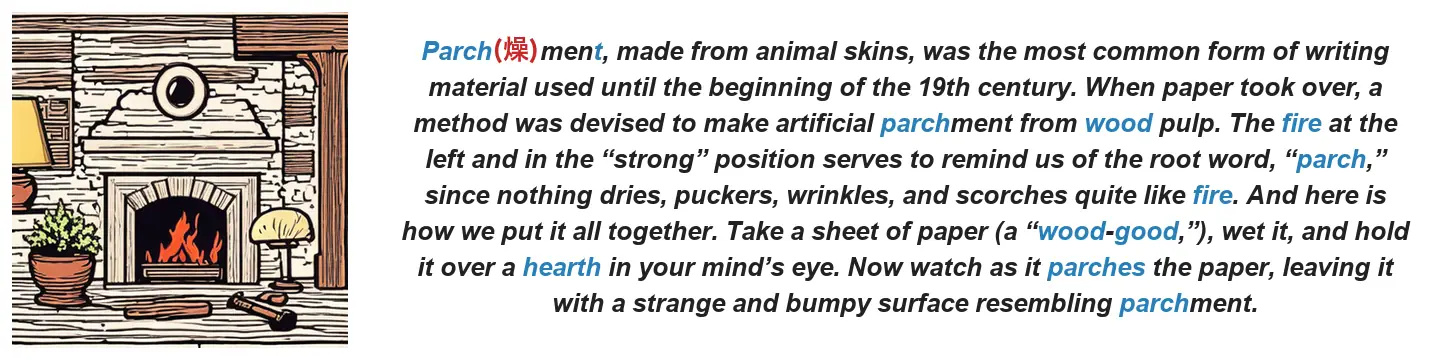 Parch(燥)ment, made from animal skins, was the most common form of writing
material used until the beginning of the 19th century. When paper took over, a
method was devised to make artificial parchment from wood pulp. The fire at the
left and in the “strong” position serves to remind us of the root word, “parch,”
since nothing dries, puckers, wrinkles, and scorches quite like fire. And here is
how we put it all together. Take a sheet of paper (a “wood-good,”), wet it, and hold
it over a hearth in your mind’s eye. Now watch as it parches the paper, leaving it
with a strange and bumpy surface resembling parchment.